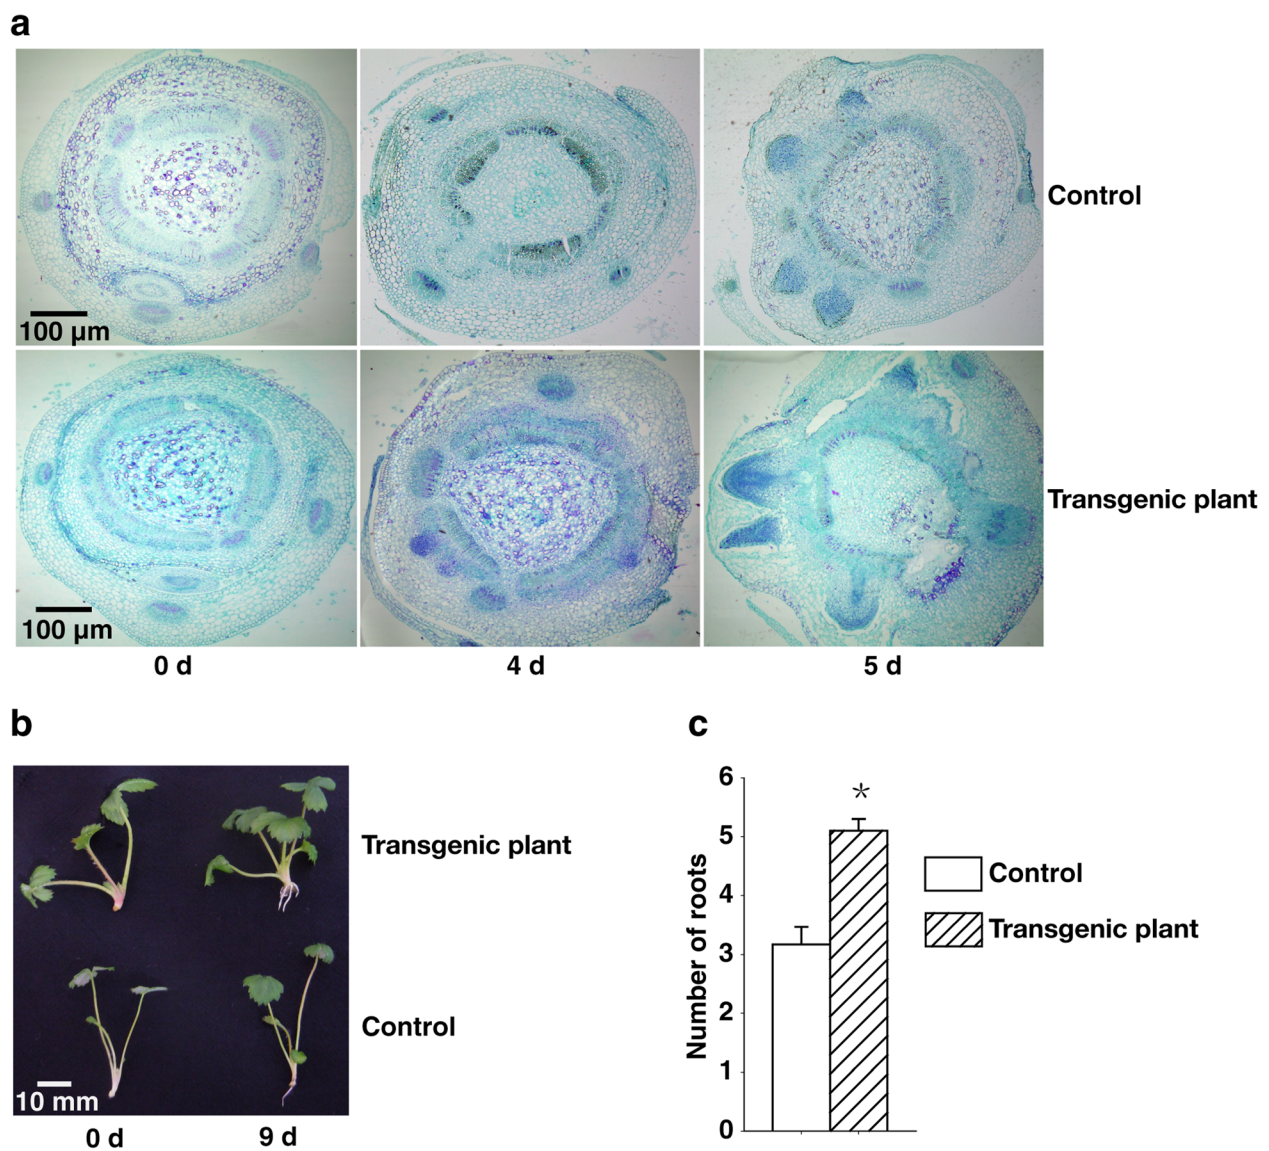 a
Control
100 µm
Transgenic plant
100 µm
0 d
4 d
5 d
b
Transgenic plant
Control
10 mm
0 d
9 d
c
6
5
4
3
2
1
0
Number of roots
*
Control
Transgenic plant